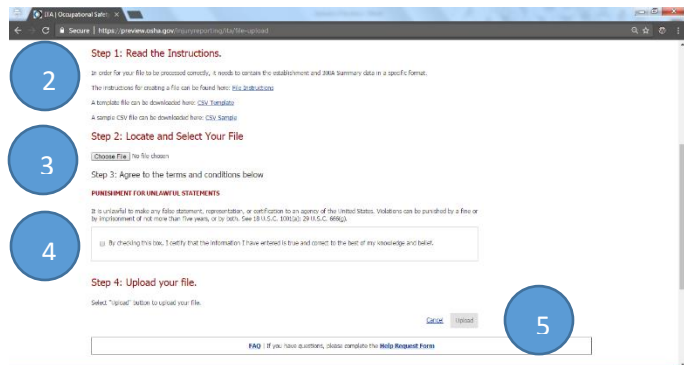 ITA | Occupational Safety
Secure | https://preview.osha.gov/injuryreporting/ita/file-upload
Step 1: Read the Instructions.
2
In order for your file to be processed correctly, it needs to contain the establishment and 300A Summary data in a specific format.
The instructions for creating a file can be found here: File Instructions
A template file can be downloaded here: CSV Template
A sample CSV file can be downloaded here: CSV Sample
Step 2: Locate and Select Your File
3
Choose File No file chosen
Step 3: Agree to the terms and conditions below
PUNISHMENT FOR UNLAWFUL STATEMENTS
It is unlawful to make any false statement, representation, or certification to an agency of the United States. Violations can be punished by a fine or
by imprisonment of not more than five years, or by both. See 18 U.S.C. 1001(a); 29 U.S.C. 666(g).
4
By checking this box, I certify that the information I have entered is true and correct to the best of my knowledge and belief.
Step 4: Upload your file.
Select "Upload" button to upload your file.
Cancel Upload
5
FAQ | If you have questions, please complete the Help Request Form